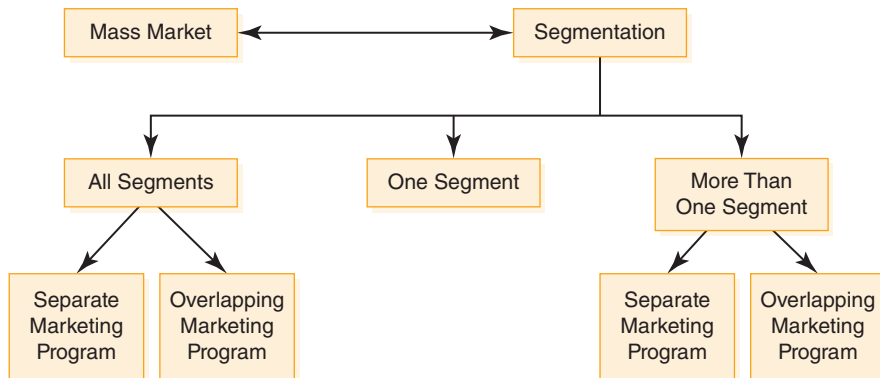 Mass Market
Segmentation
All Segments
One Segment
More Than
One Segment
Separate
Marketing
Program
Overlapping
Marketing
Program
Separate
Marketing
Program
Overlapping
Marketing
Program